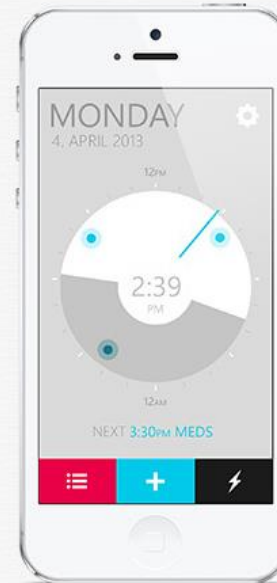 MONDAY
4. APRIL 2013
12PM
2:39
PM
12AM
NEXT 3:30PM MEDS